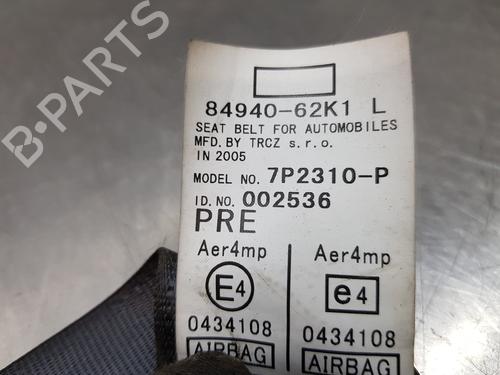 B-PARTS
84940-62K1 L
SEAT BELT FOR AUTOMOBILES
MFD. BY TRCZ s.r.o.
IN 2005
MODEL NO. 7P2310-P
ID.NO. 002536
PRE
Aer4mp Aer4mp
E4 e4
0434108 0434108
AIRBAG AIRBAG